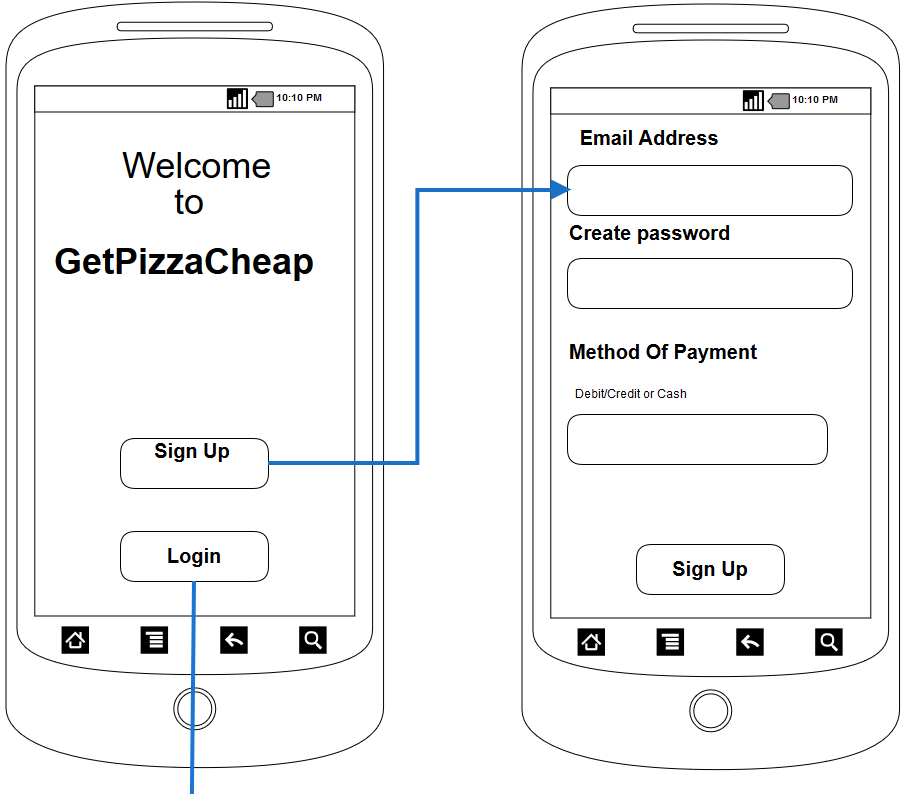 10:10 PM
Welcome
to
GetPizzaCheap
Sign Up
Login
10:10 PM
Email Address
Create password
Method Of Payment
Debit/Credit or Cash
Sign Up